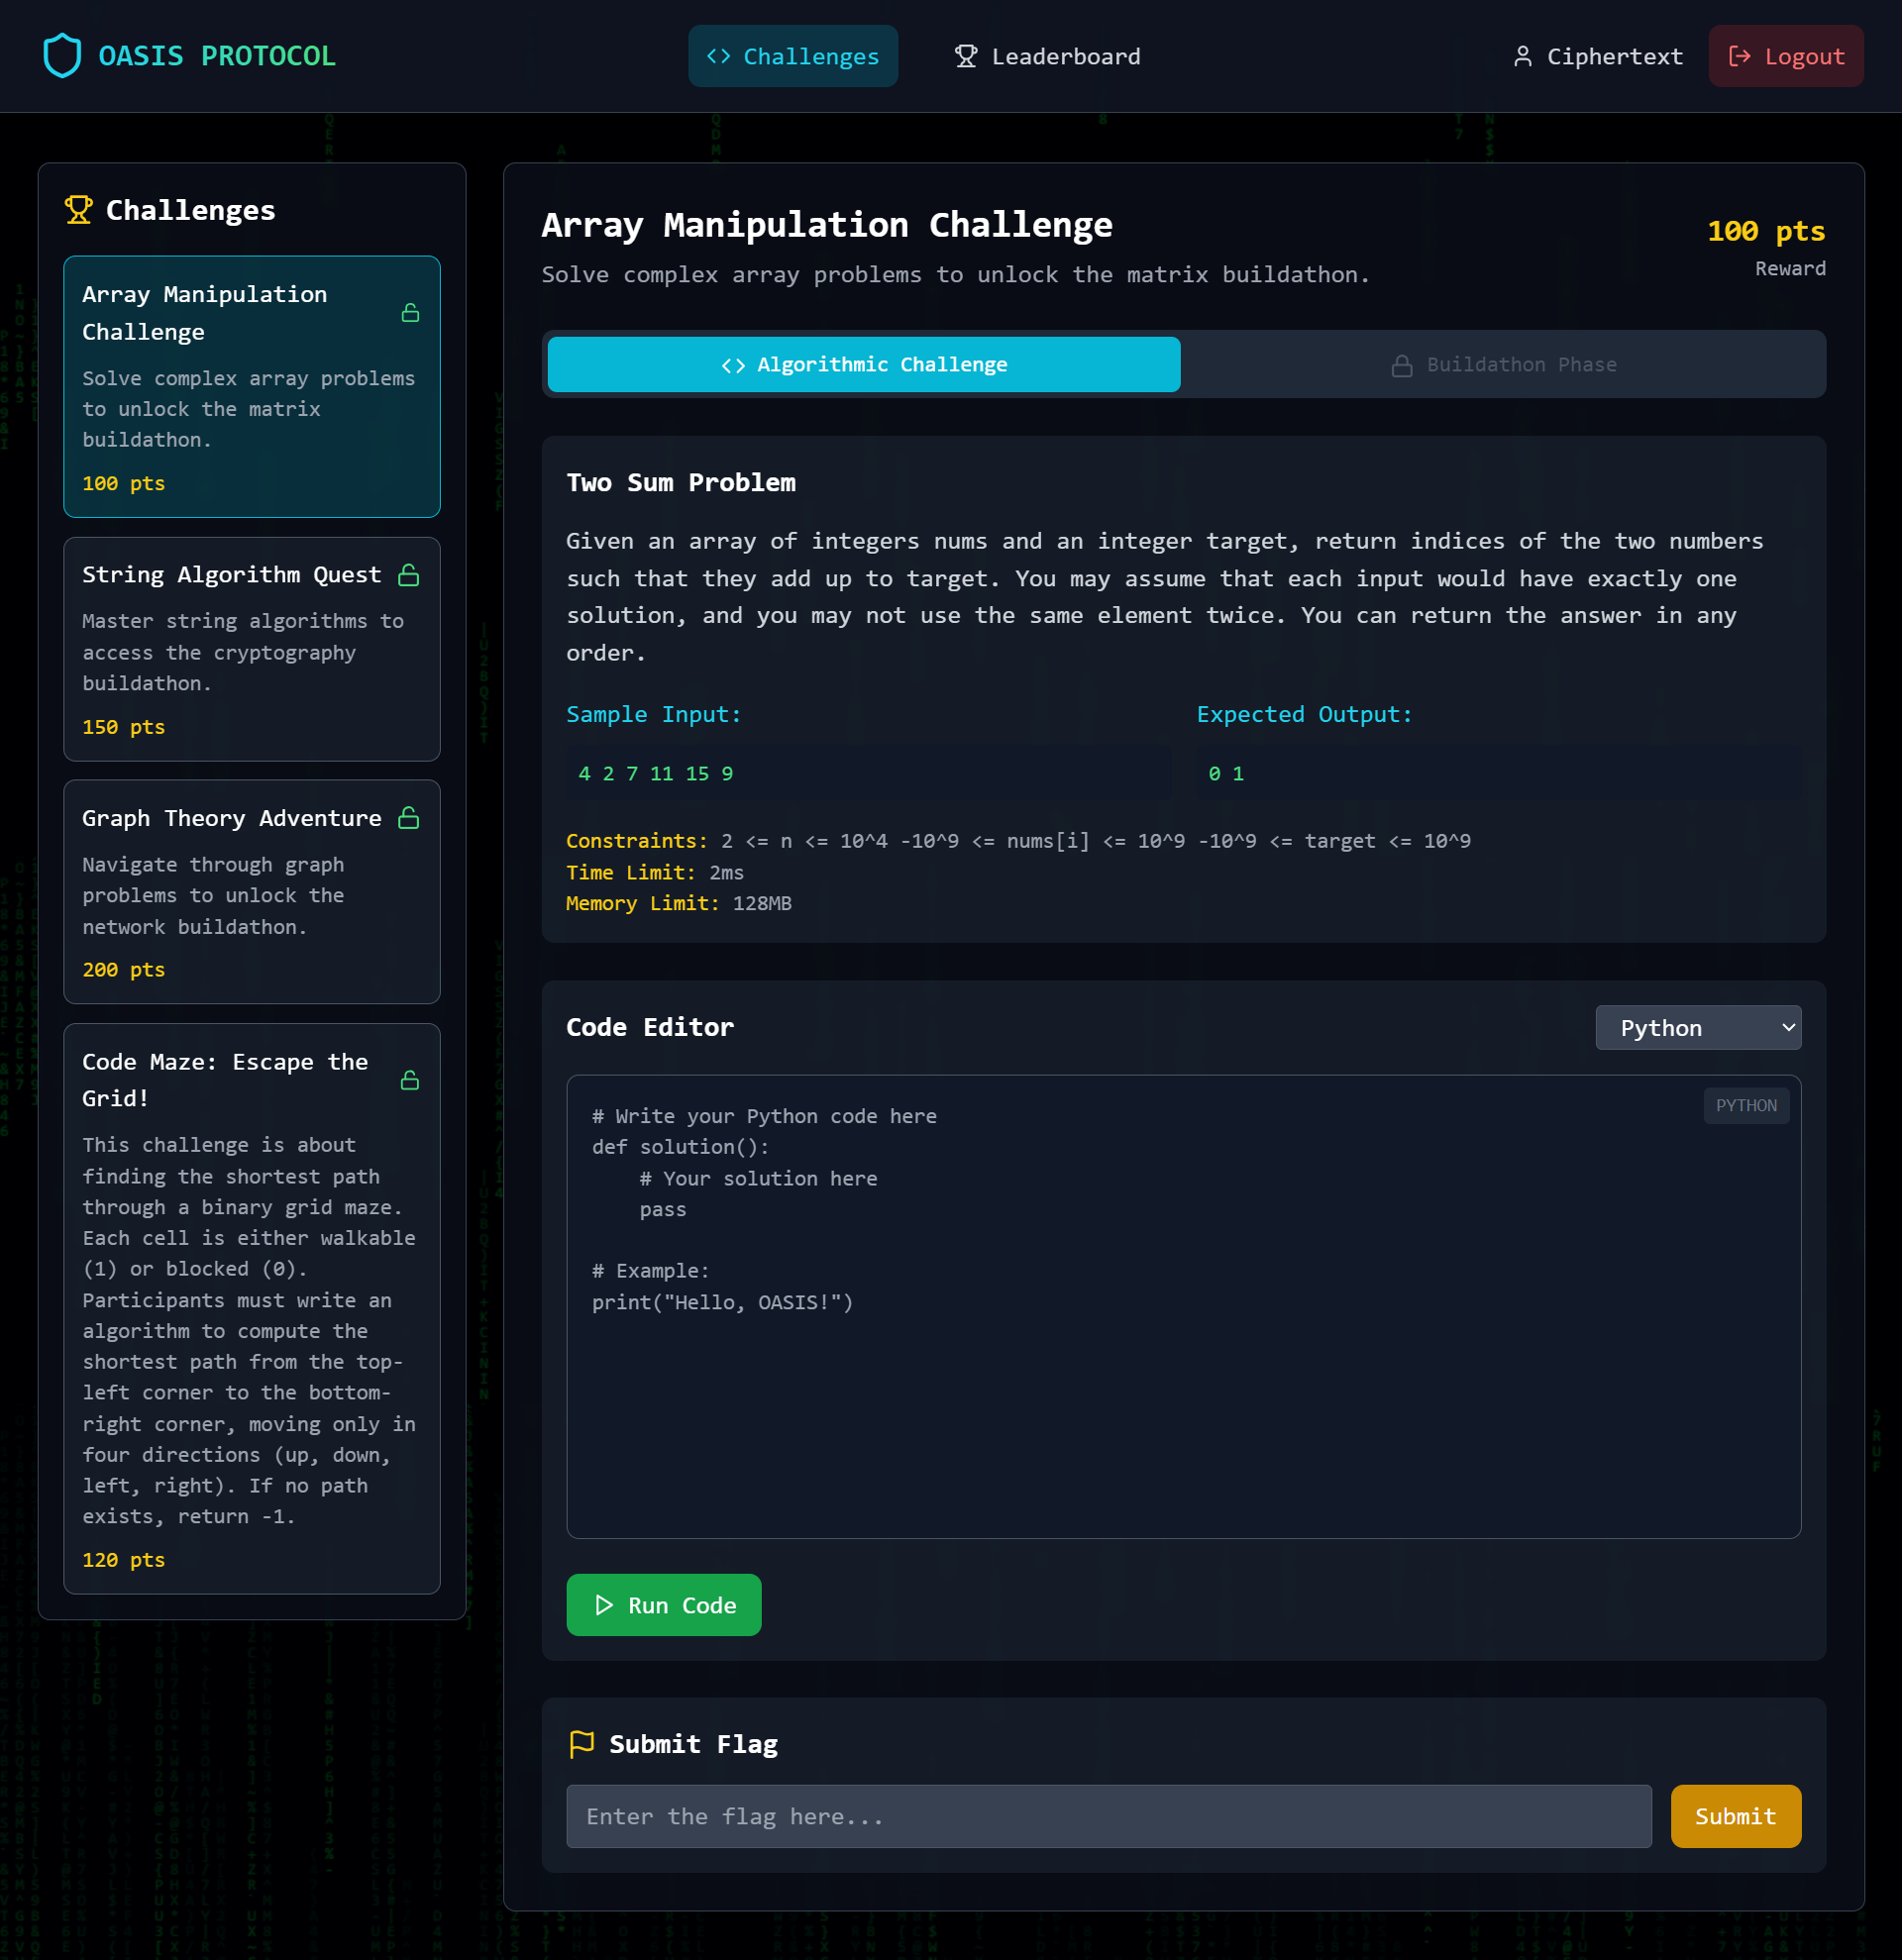 OASIS PROTOCOL
Challenges
Leaderboard
Ciphertext
Logout
Challenges
Array Manipulation
Challenge
Solve complex array problems
to unlock the matrix
buildathon.
100 pts
String Algorithm Quest
Master string algorithms to
access the cryptography
buildathon.
150 pts
Graph Theory Adventure
Navigate through graph
problems to unlock the
network buildathon.
200 pts
Code Maze: Escape the
Grid!
This challenge is about
finding the shortest path
through a binary grid maze.
Each cell is either walkable
(1) or blocked (0).
Participants must write an
algorithm to compute the
shortest path from the top-
left corner to the bottom-
right corner, moving only in
four directions (up, down,
left, right). If no path
exists, return -1.
120 pts
Array Manipulation Challenge
Solve complex array problems to unlock the matrix buildathon.
100 pts
Reward
<> Algorithmic Challenge
Buildathon Phase
Two Sum Problem
Given an array of integers nums and an integer target, return indices of the two numbers
such that they add up to target. You may assume that each input would have exactly one
solution, and you may not use the same element twice. You can return the answer in any
order.
Sample Input:
4 2 7 11 15 9
Expected Output:
0 1
Constraints: 2 <= n <= 10^4 -10^9 <= nums[i] <= 10^9 -10^9 <= target <= 10^9
Time Limit: 2ms
Memory Limit: 128MB
Code Editor
Python
PYTHON
# Write your Python code here
def solution():
    # Your solution here
    pass
# Example:
print("Hello, OASIS!")
Run Code
Submit Flag
Enter the flag here...
Submit